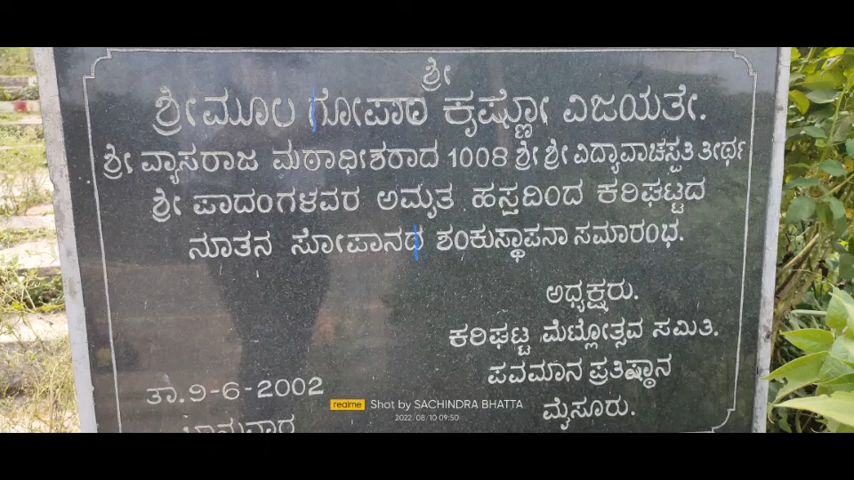 ಶ್ರೀ
ಶ್ರೀಮೂಲ ಗೋಪಾಠ ಕೃಷ್ಣೋ ವಿಜಯತೇ.
ಶ್ರೀ ವ್ಯಾಸರಾಜ ಮಠಾಧೀಶರಾದ 1008 ಶ್ರೀ ಶ್ರೀ ವಿದ್ಯಾವಾಚಸ್ಪತಿ ತೀರ್ಥ
ಶ್ರೀ ಪಾದಂಗಳವರ ಅಮೃತ ಹಸ್ತದಿಂದ ಕರಿಘಟ್ಟದ
ನೂತನ ಸೋಪಾನದ ಶಂಕುಸ್ಥಾಪನಾ ಸಮಾರಂಭ.
ಅಧ್ಯಕ್ಷರು.
ಕರಿಘಟ್ಟ ಮೆಟ್ಲೋತ್ಸವ ಸಮಿತಿ.
ಪವಮಾನ ಪ್ರತಿಷ್ಠಾನ
ಮೈಸೂರು.
ತಾ.9-6-2002
ಭಾನುವಾರ
realme Shot by SACHINDRA BHATTA
2022.08.10 09:50